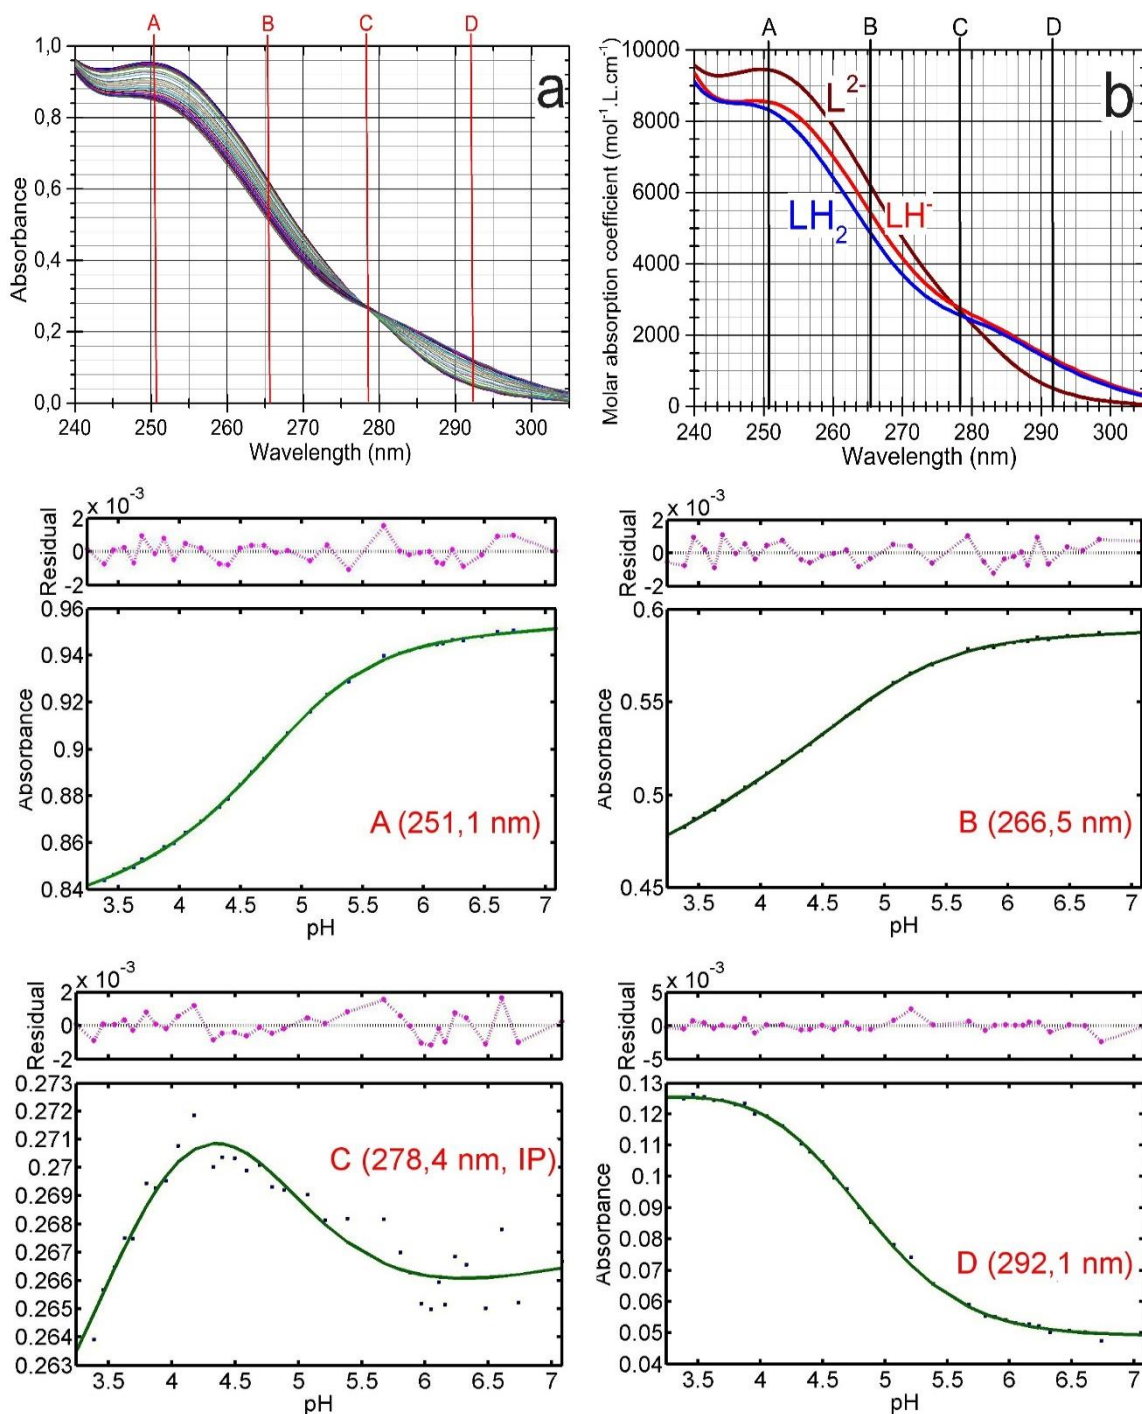 A B C D
1,0
0,8
0,6
0,4
0,2
0,0
Absorbance
a
240 250 260 270 280 290 300
Wavelength (nm)
A B C D
10000
8000
6000
4000
2000
0
Molar absorption coefficient (mol⁻¹.L.cm⁻¹)
b
L²⁻
LH⁻
LH₂
240 250 260 270 280 290 300
Wavelength (nm)
x 10⁻³
2
0
-2
Residual
0.96
0.94
0.92
0.9
0.88
0.86
0.84
Absorbance
A (251,1 nm)
3.5 4 4.5 5 5.5 6 6.5 7
pH
x 10⁻³
2
0
-2
Residual
0.6
0.55
0.5
0.45
Absorbance
B (266,5 nm)
3.5 4 4.5 5 5.5 6 6.5 7
pH
x 10⁻³
2
0
-2
Residual
0.273
0.272
0.271
0.27
0.269
0.268
0.267
0.266
0.265
0.264
0.263
Absorbance
C (278,4 nm, IP)
3.5 4 4.5 5 5.5 6 6.5 7
pH
x 10⁻³
5
0
-5
Residual
0.13
0.12
0.11
0.1
0.09
0.08
0.07
0.06
0.05
0.04
Absorbance
D (292,1 nm)
3.5 4 4.5 5 5.5 6 6.5 7
pH